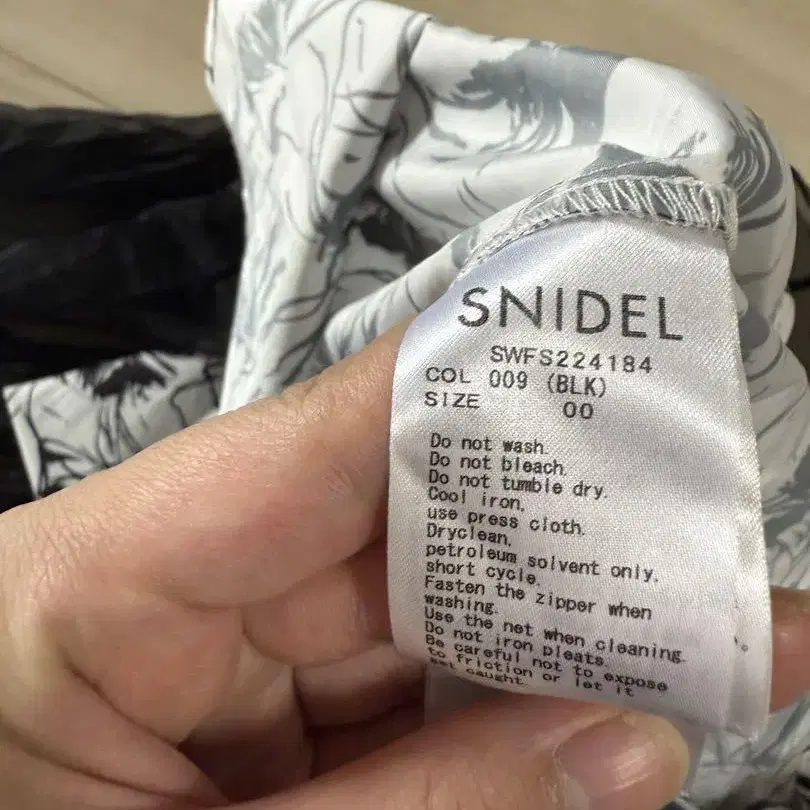 SNIDEL
SWFS224184
COL 009 (BLK)
SIZE 00
Do not wash.
Do not bleach.
Do not tumble dry.
Cool iron,
use press cloth.
Dryclean,
petroleum solvent only,
short cycle.
Fasten the zipper when
washing.
Use the net when cleaning.
Do not iron pleats.
Be careful not to expose
to friction or let it
get caught.